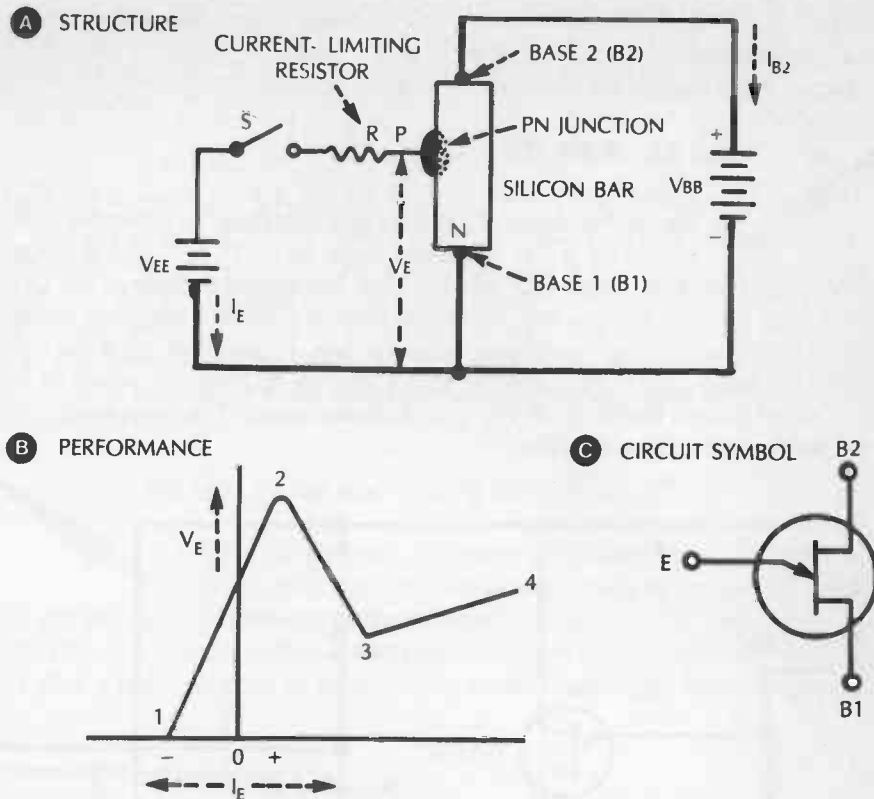 A STRUCTURE
CURRENT- LIMITING
RESISTOR
BASE 2 (B2)
IB2
S
R P
PN JUNCTION
+
SILICON BAR
VBB
N
−
VEE
VE
BASE 1 (B1)
IE
B PERFORMANCE
C CIRCUIT SYMBOL
B2
2
VE
E
4
3
1
− 0 +
B1
IE